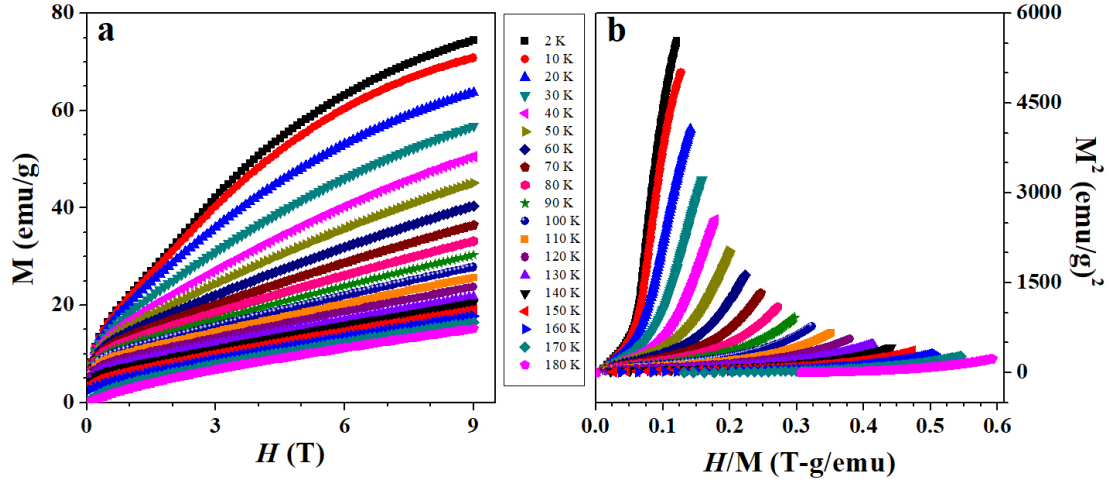 a
M (emu/g)
80
60
40
20
0
0
3
6
9
H (T)
2 K
10 K
20 K
30 K
40 K
50 K
60 K
70 K
80 K
90 K
100 K
110 K
120 K
130 K
140 K
150 K
160 K
170 K
180 K
b
6000
4500
3000
1500
0
M² (emu/g)²
0.0
0.1
0.2
0.3
0.4
0.5
0.6
H/M (T-g/emu)